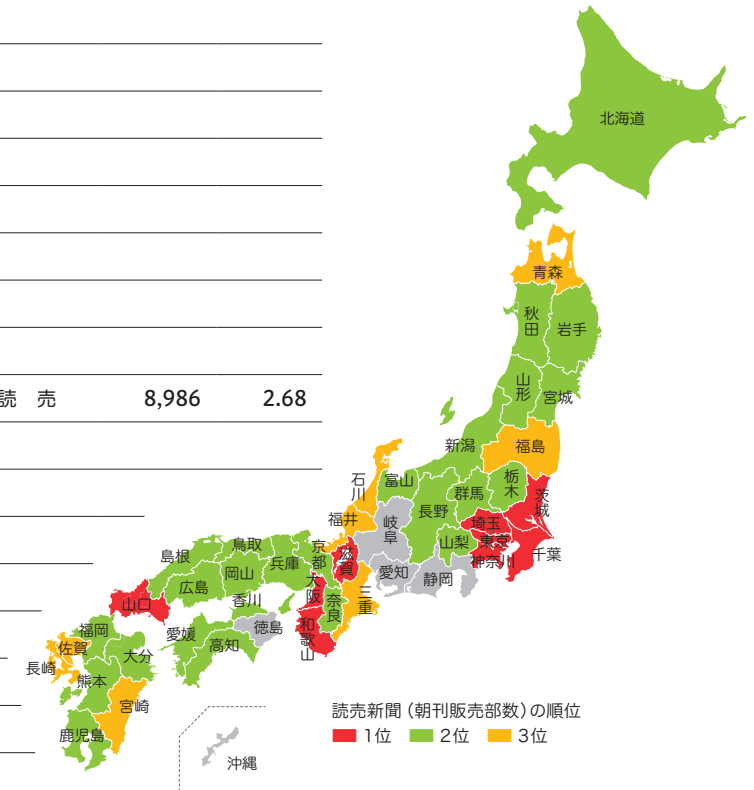 北海道
青森
秋田
岩手
山形
宮城
読 売 8,986 2.68
新潟
福島
石川
富山
群馬
栃木
茨城
福井
岐阜
長野
埼玉
山梨
東京
千葉
神奈川
島根
鳥取
兵庫
京都
滋賀
愛知
静岡
広島
岡山
大阪
奈良
三重
山口
香川
和歌山
福岡
愛媛
高知
徳島
佐賀
大分
長崎
熊本
宮崎
鹿児島
読売新聞（朝刊販売部数）の順位
1位 2位 3位
沖縄